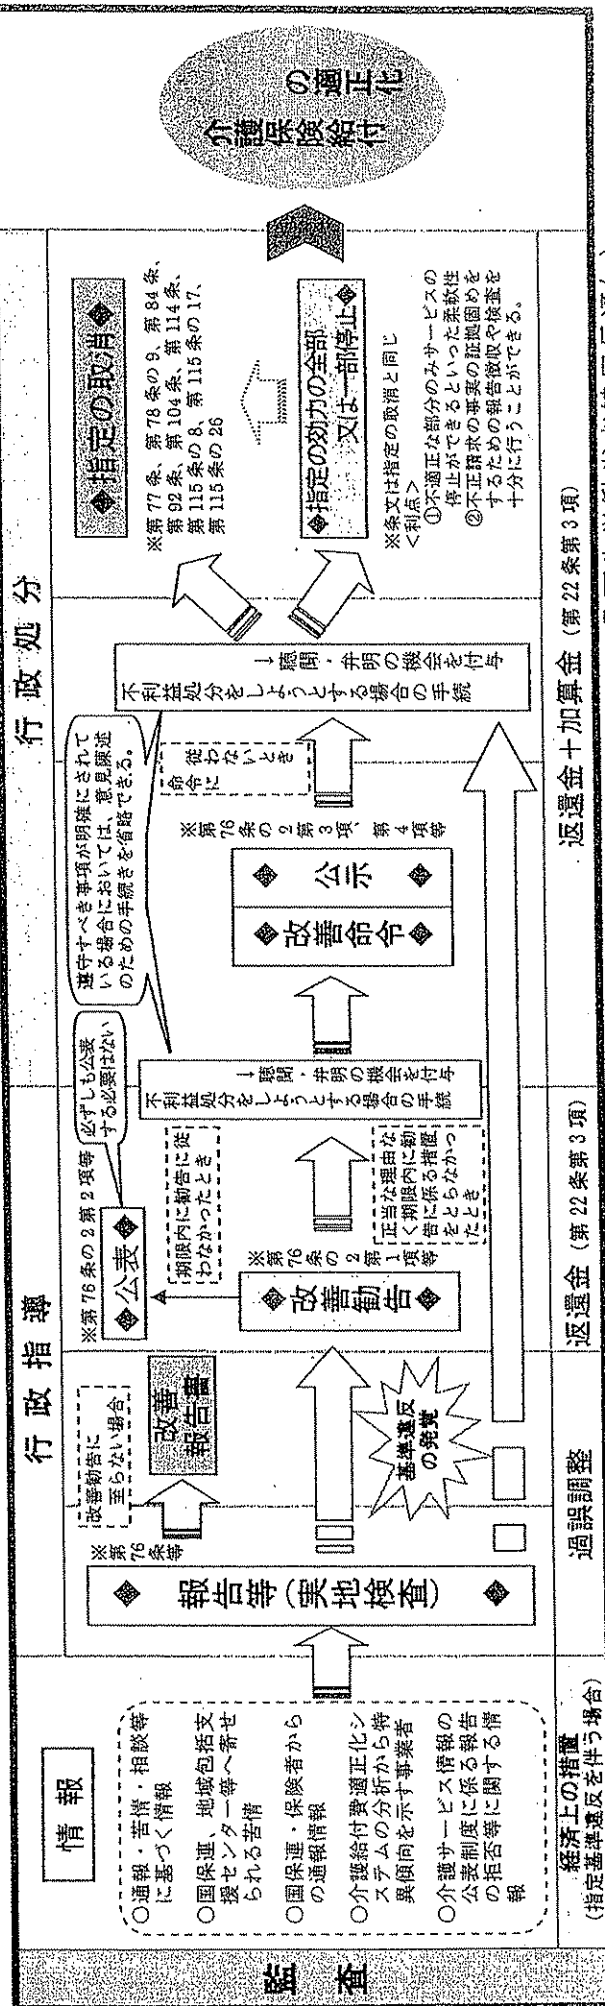 監査
情報
○通報・苦情・相談等
に基づく情報
○国保連、地域包括支
援センター等へ寄せ
られる苦情
○国保連・保険者から
の通報情報
○介護給付費適正化シ
ステムの分析から特
異傾向を示す事業者
○介護サービス情報の
公表制度に係る報告
の拒否等に関する情
報
行政指導
◆報告等(実地検査)◆
※第76条等
改善勧告に
至らない場合
改善
報告書
基準違反
の発覚
◆改善勧告◆
※第76条の2第1項等
◆公表◆
※第76条の2第2項等
必ずしも公表
する必要はない
期限内に勧告に従
わなかったとき
正当な理由な
く期限内に勧
告に係る措置
をとらなかっ
たとき
行政処分
不利益処分をしようとする場合の手続
→聴聞・弁明の機会を付与
遵守すべき事項が明確にされて
いる場合においては、意見陳述
のための手続きを省略できる。
◆改善命令◆
◆公示◆
※第76条の2第3項、第4項等
命令に
従わないとき
不利益処分をしようとする場合の手続
→聴聞・弁明の機会を付与
◆指定の取消◆
※第77条、第78条の9、第84条、
第92条、第104条、第114条、
第115条の8、第115条の17、
第115条の26
◆指定の効力の全部
又は一部停止◆
※条文は指定の取消と同じ
<利点>
①不適正な部分のみサービスの
停止ができるといった柔軟性
②不正請求の事実の証拠固めを
するための報告徴収や検査を
十分に行うことができる。
介護保険給付
の適正化
経済上の措置
(指定基準違反を伴う場合)
過誤調整
返還金(第22条第3項)
返還金+加算金(第22条第3項)